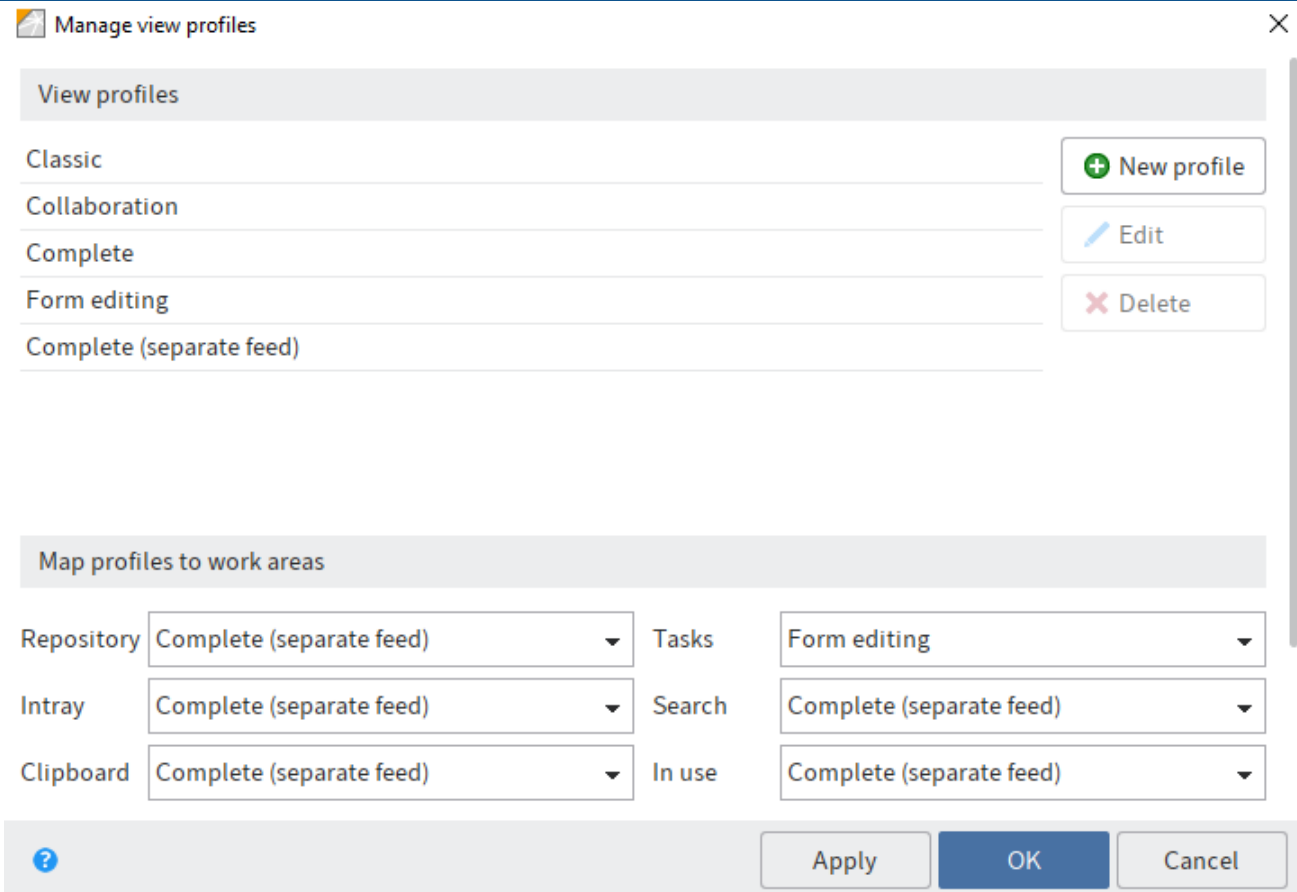 Manage view profiles
View profiles
Classic
Collaboration
Complete
Form editing
Complete (separate feed)
New profile
Edit
Delete
Map profiles to work areas
Repository Complete (separate feed) Tasks Form editing
Intray Complete (separate feed) Search Complete (separate feed)
Clipboard Complete (separate feed) In use Complete (separate feed)
? Apply OK Cancel